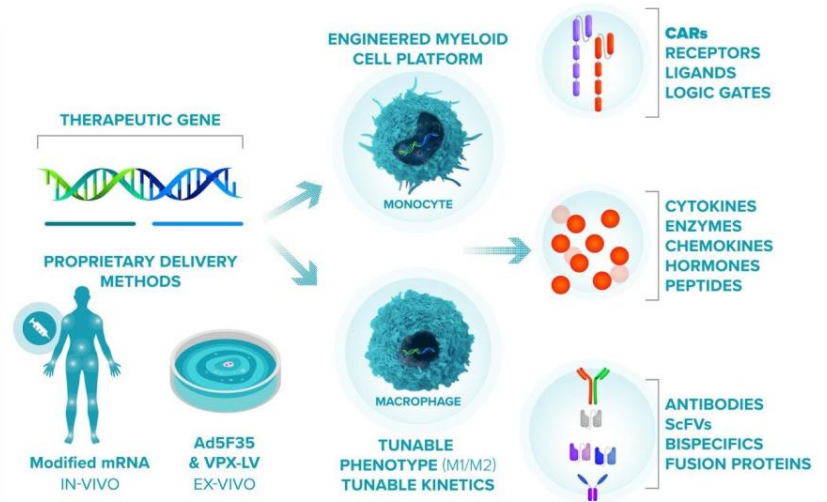 THERAPEUTIC GENE
PROPRIETARY DELIVERY
METHODS
Modified mRNA
IN-VIVO
Ad5F35
& VPX-LV
EX-VIVO
ENGINEERED MYELOID
CELL PLATFORM
MONOCYTE
MACROPHAGE
TUNABLE
PHENOTYPE (M1/M2)
TUNABLE KINETICS
CARs
RECEPTORS
LIGANDS
LOGIC GATES
CYTOKINES
ENZYMES
CHEMOKINES
HORMONES
PEPTIDES
ANTIBODIES
ScFVs
BISPECIFICS
FUSION PROTEINS